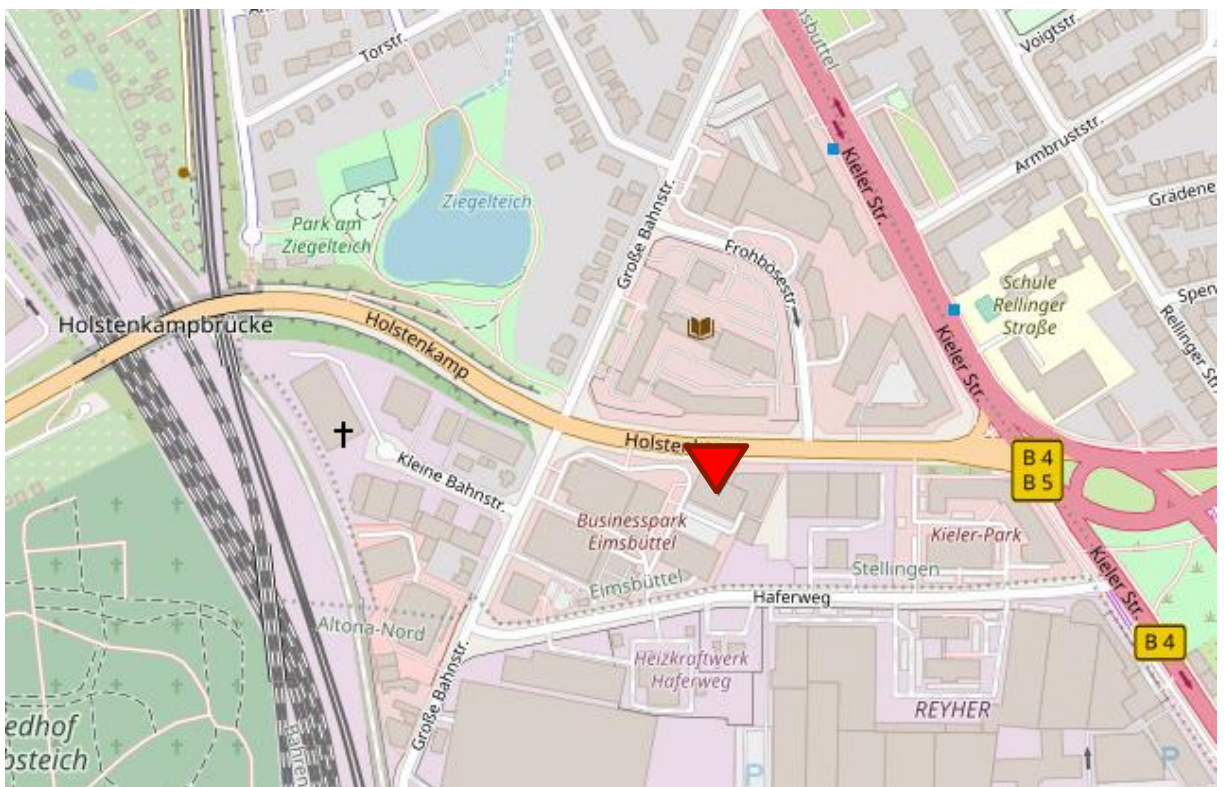 Torstr.
Voigtstr.
Armbruststr.
Grädene
Ziegelteich
Park am
Ziegelteich
Große Bahnstr.
Kieler Str.
Frohbösestr.
Schule
Rellinger
Straße
Spen
Rellinger Str.
Holstenkampbrücke
Holstenkamp
Kieler Str.
Kleine Bahnstr.
B 4
B 5
Businesspark
Eimsbüttel
Kieler-Park
Eimsbüttel
Stellingen
Haferweg
Kieler Str.
Altona-Nord
B 4
Heizkraftwerk
Haferweg
REYHER
Große Bahnstr.
edhof
bsteich
Bahren
P
P